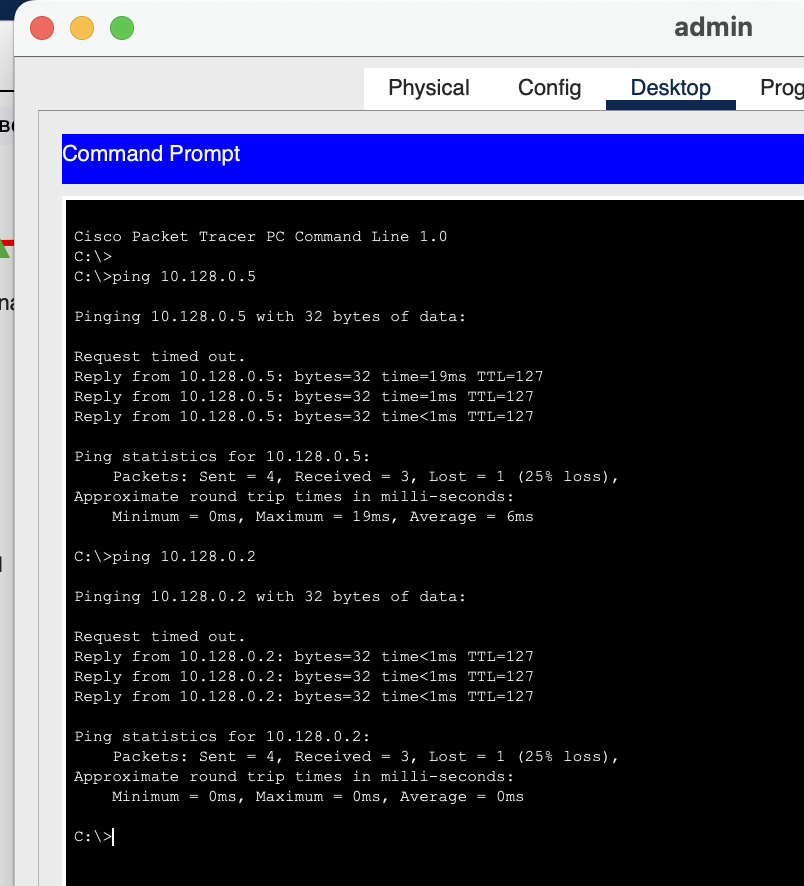 admin
Physical Config Desktop Prog
Command Prompt
Cisco Packet Tracer PC Command Line 1.0
C:\>
C:\>ping 10.128.0.5
Pinging 10.128.0.5 with 32 bytes of data:
Request timed out.
Reply from 10.128.0.5: bytes=32 time=19ms TTL=127
Reply from 10.128.0.5: bytes=32 time=1ms TTL=127
Reply from 10.128.0.5: bytes=32 time<1ms TTL=127
Ping statistics for 10.128.0.5:
Packets: Sent = 4, Received = 3, Lost = 1 (25% loss),
Approximate round trip times in milli-seconds:
Minimum = 0ms, Maximum = 19ms, Average = 6ms
C:\>ping 10.128.0.2
Pinging 10.128.0.2 with 32 bytes of data:
Request timed out.
Reply from 10.128.0.2: bytes=32 time<1ms TTL=127
Reply from 10.128.0.2: bytes=32 time<1ms TTL=127
Reply from 10.128.0.2: bytes=32 time<1ms TTL=127
Ping statistics for 10.128.0.2:
Packets: Sent = 4, Received = 3, Lost = 1 (25% loss),
Approximate round trip times in milli-seconds:
Minimum = 0ms, Maximum = 0ms, Average = 0ms
C:\>